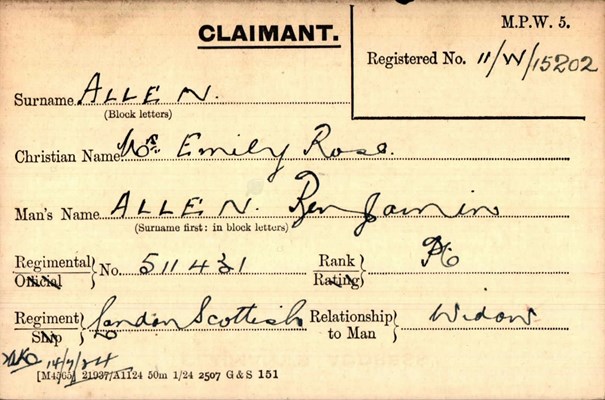 CLAIMANT.
M.P.W. 5.
Registered No. 11/W/15202
Surname ALLEN.
(Block letters)
Christian Name Mrs Emily Rose.
Man's Name ALLEN. Benjamin
(Surname first: in block letters)
Regimental Official } No. 511431 Rank Rating } Pte
Regiment Ship } London Scottish Relationship to Man } Widow
14/7/24
[M4565] 21937/A1124 50m 1/24 2507 G & S 151